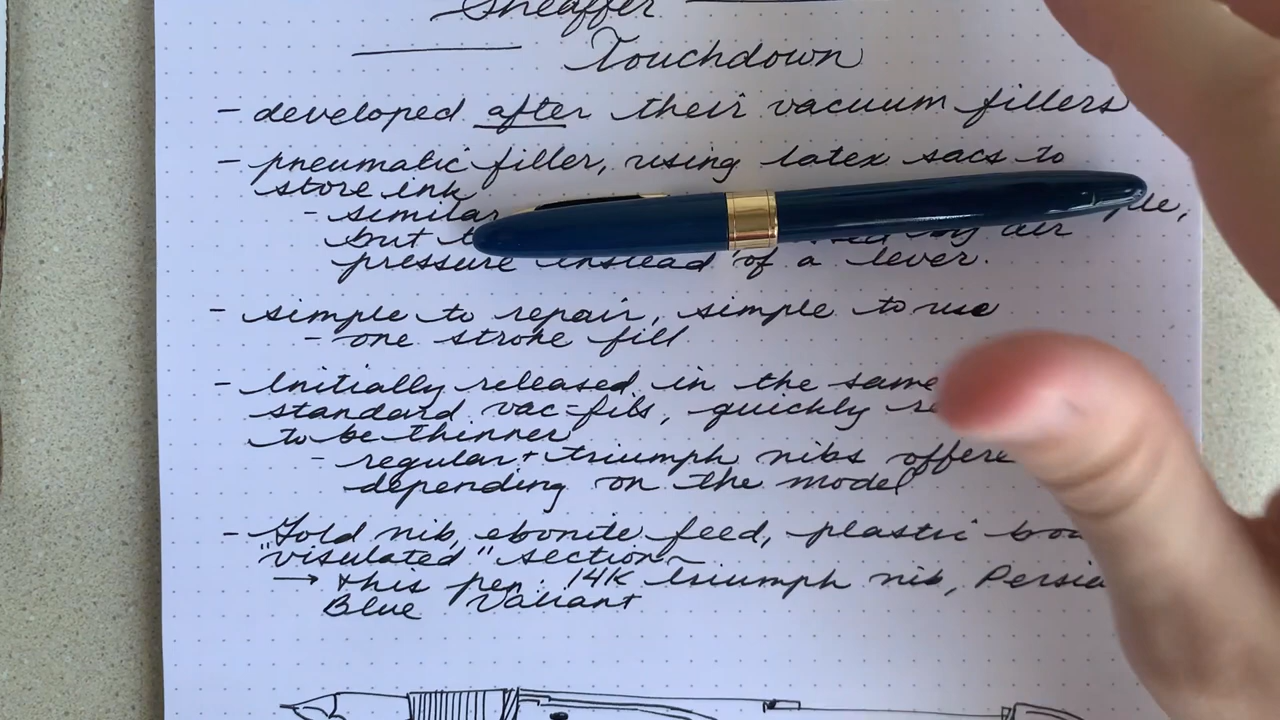 Sheaffer
Touchdown
- developed after their vacuum fillers
- pneumatic filler, using latex sacs to
store ink
- similar
but
pressure instead of a lever.
- simple to repair, simple to use
- one stroke fill
- Initially released in the same
standard vac-fils, quickly
to be thinner
- regular + triumph nibs
depending on the model
- Gold nib, ebonite feed, plastic
"visulated" section
→ this pen: 14K triumph nib,
Blue Valiant